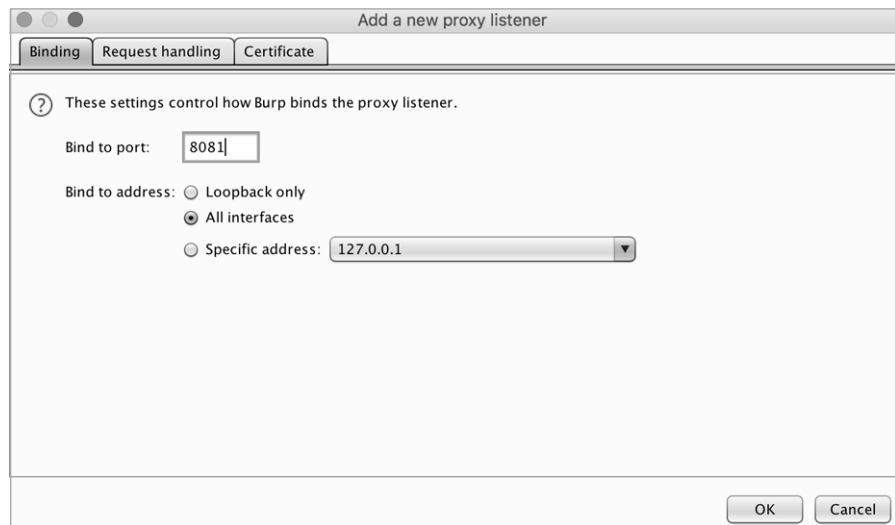 Add a new proxy listener
Binding Request handling Certificate
? These settings control how Burp binds the proxy listener.
Bind to port: 8081
Bind to address: Loopback only
All interfaces
Specific address: 127.0.0.1
OK Cancel